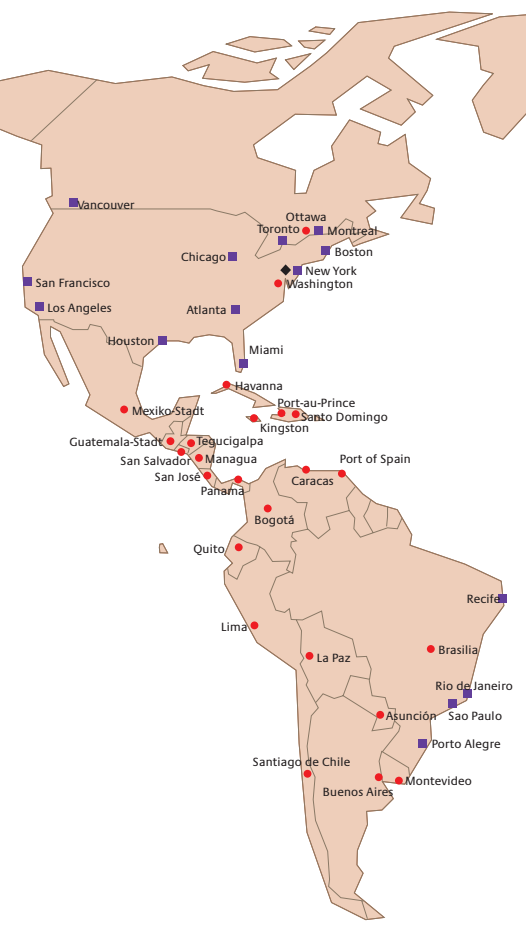 Vancouver
Ottawa
Toronto
Montreal
Boston
Chicago
New York
San Francisco
Washington
Los Angeles
Atlanta
Houston
Miami
Havanna
Port-au-Prince
Mexiko-Stadt
Santo Domingo
Kingston
Guatemala-Stadt
Tegucigalpa
San Salvador
Managua
Port of Spain
San José
Caracas
Panama
Bogotá
Quito
Recife
Lima
Brasilia
La Paz
Rio de Janeiro
Asunción
Sao Paulo
Porto Alegre
Santiago de Chile
Montevideo
Buenos Aires